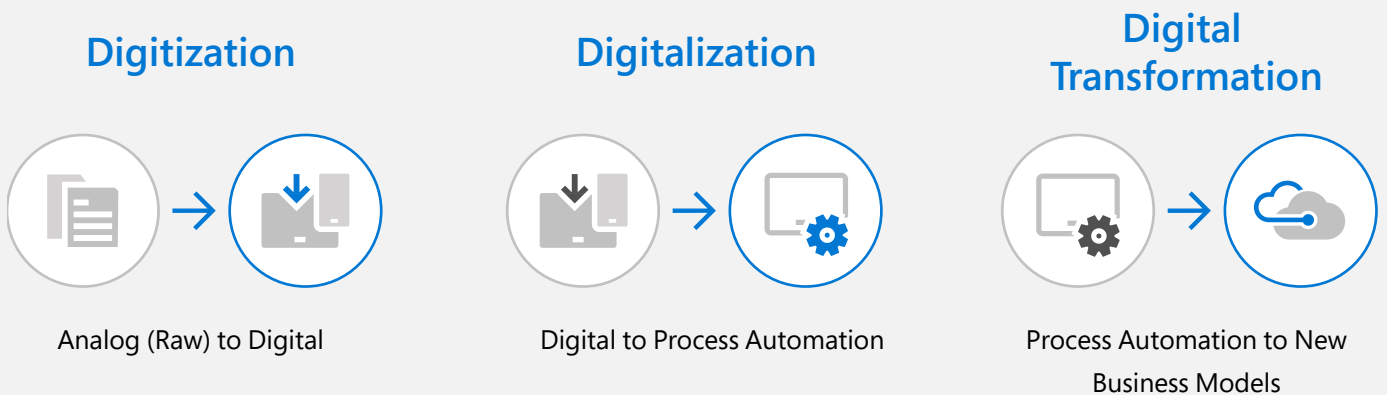 Digitization
Digitalization
Digital
Transformation
Analog (Raw) to Digital
Digital to Process Automation
Process Automation to New
Business Models